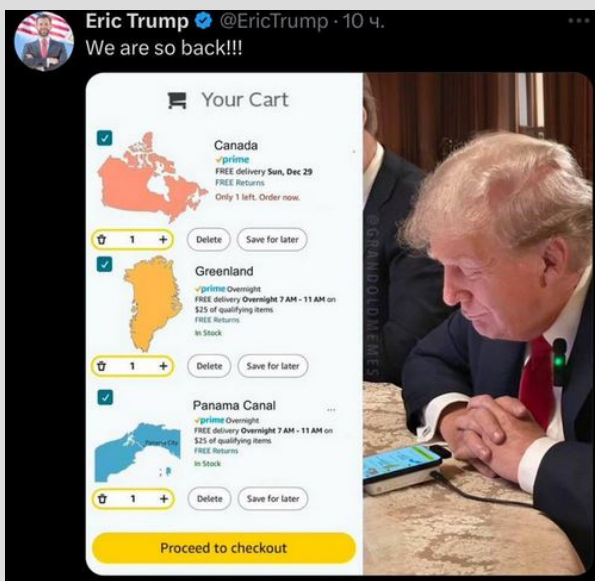 Eric Trump @EricTrump · 10 ч.
We are so back!!!
Your Cart
Canada
prime
FREE delivery Sun, Dec 29
FREE Returns
Only 1 left. Order now.
1 + Delete Save for later
Greenland
prime Overnight
FREE delivery Overnight 7 AM - 11 AM on
$25 of qualifying items
FREE Returns
In Stock
1 + Delete Save for later
Panama Canal
prime Overnight
FREE delivery Overnight 7 AM - 11 AM on
$25 of qualifying items
FREE Returns
In Stock
Panama City
1 + Delete Save for later
Proceed to checkout
@GRANDOLDMEMES